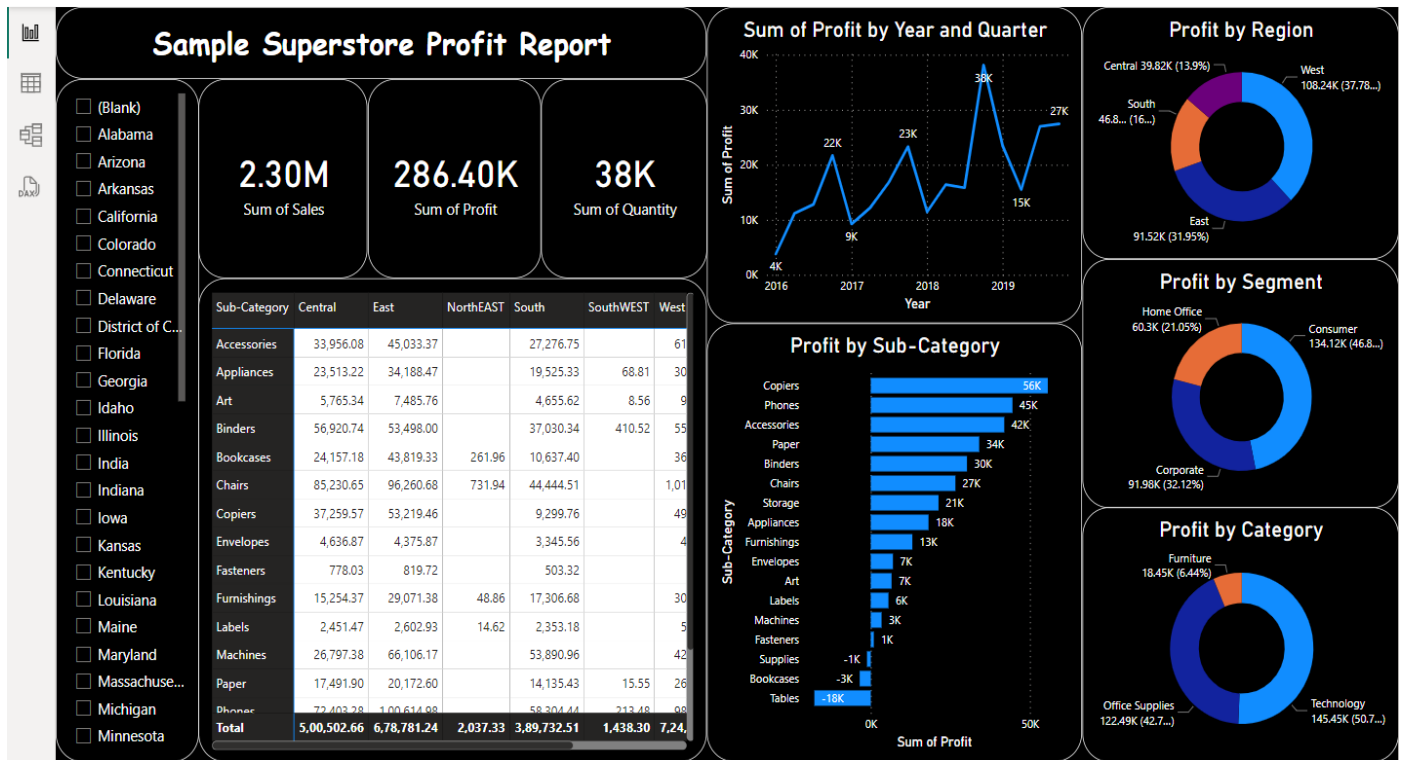 Sample Superstore Profit Report
(Blank)
Alabama
Arizona
Arkansas
California
Colorado
Connecticut
Delaware
District of C...
Florida
Georgia
Idaho
Illinois
India
Indiana
Iowa
Kansas
Kentucky
Louisiana
Maine
Maryland
Massachuse...
Michigan
Minnesota
DAX
2.30M
Sum of Sales
286.40K
Sum of Profit
38K
Sum of Quantity
Sub-Category Central East NorthEAST South SouthWEST West
Accessories 33,956.08 45,033.37 27,276.75 61
Appliances 23,513.22 34,188.47 19,525.33 68.81 30
Art 5,765.34 7,485.76 4,655.62 8.56 9
Binders 56,920.74 53,498.00 37,030.34 410.52 55
Bookcases 24,157.18 43,819.33 261.96 10,637.40 36
Chairs 85,230.65 96,260.68 731.94 44,444.51 1,01
Copiers 37,259.57 53,219.46 9,299.76 49
Envelopes 4,636.87 4,375.87 3,345.56 4
Fasteners 778.03 819.72 503.32
Furnishings 15,254.37 29,071.38 48.86 17,306.68 30
Labels 2,451.47 2,602.93 14.62 2,353.18 5
Machines 26,797.38 66,106.17 53,890.96 42
Paper 17,491.90 20,172.60 14,135.43 15.55 26
Phones 72,403.28 1,00,614.98 58,304.44 213.48 98
Total 5,00,502.66 6,78,781.24 2,037.33 3,89,732.51 1,438.30 7,24,
Sum of Profit by Year and Quarter
Sum of Profit
40K
30K
20K
10K
0K
4K
22K
9K
23K
38K
15K
27K
2016 2017 2018 2019
Year
Profit by Sub-Category
Sub-Category
Copiers 56K
Phones 45K
Accessories 42K
Paper 34K
Binders 30K
Chairs 27K
Storage 21K
Appliances 18K
Furnishings 13K
Envelopes 7K
Art 7K
Labels 6K
Machines 3K
Fasteners 1K
Supplies -1K
Bookcases -3K
Tables -18K
0K 50K
Sum of Profit
Profit by Region
Central 39.82K (13.9%)
West
108.24K (37.78...)
South
46.8... (16...)
East
91.52K (31.95%)
Profit by Segment
Home Office
60.3K (21.05%)
Consumer
134.12K (46.8...)
Corporate
91.98K (32.12%)
Profit by Category
Furniture
18.45K (6.44%)
Office Supplies
122.49K (42.7...)
Technology
145.45K (50.7...)